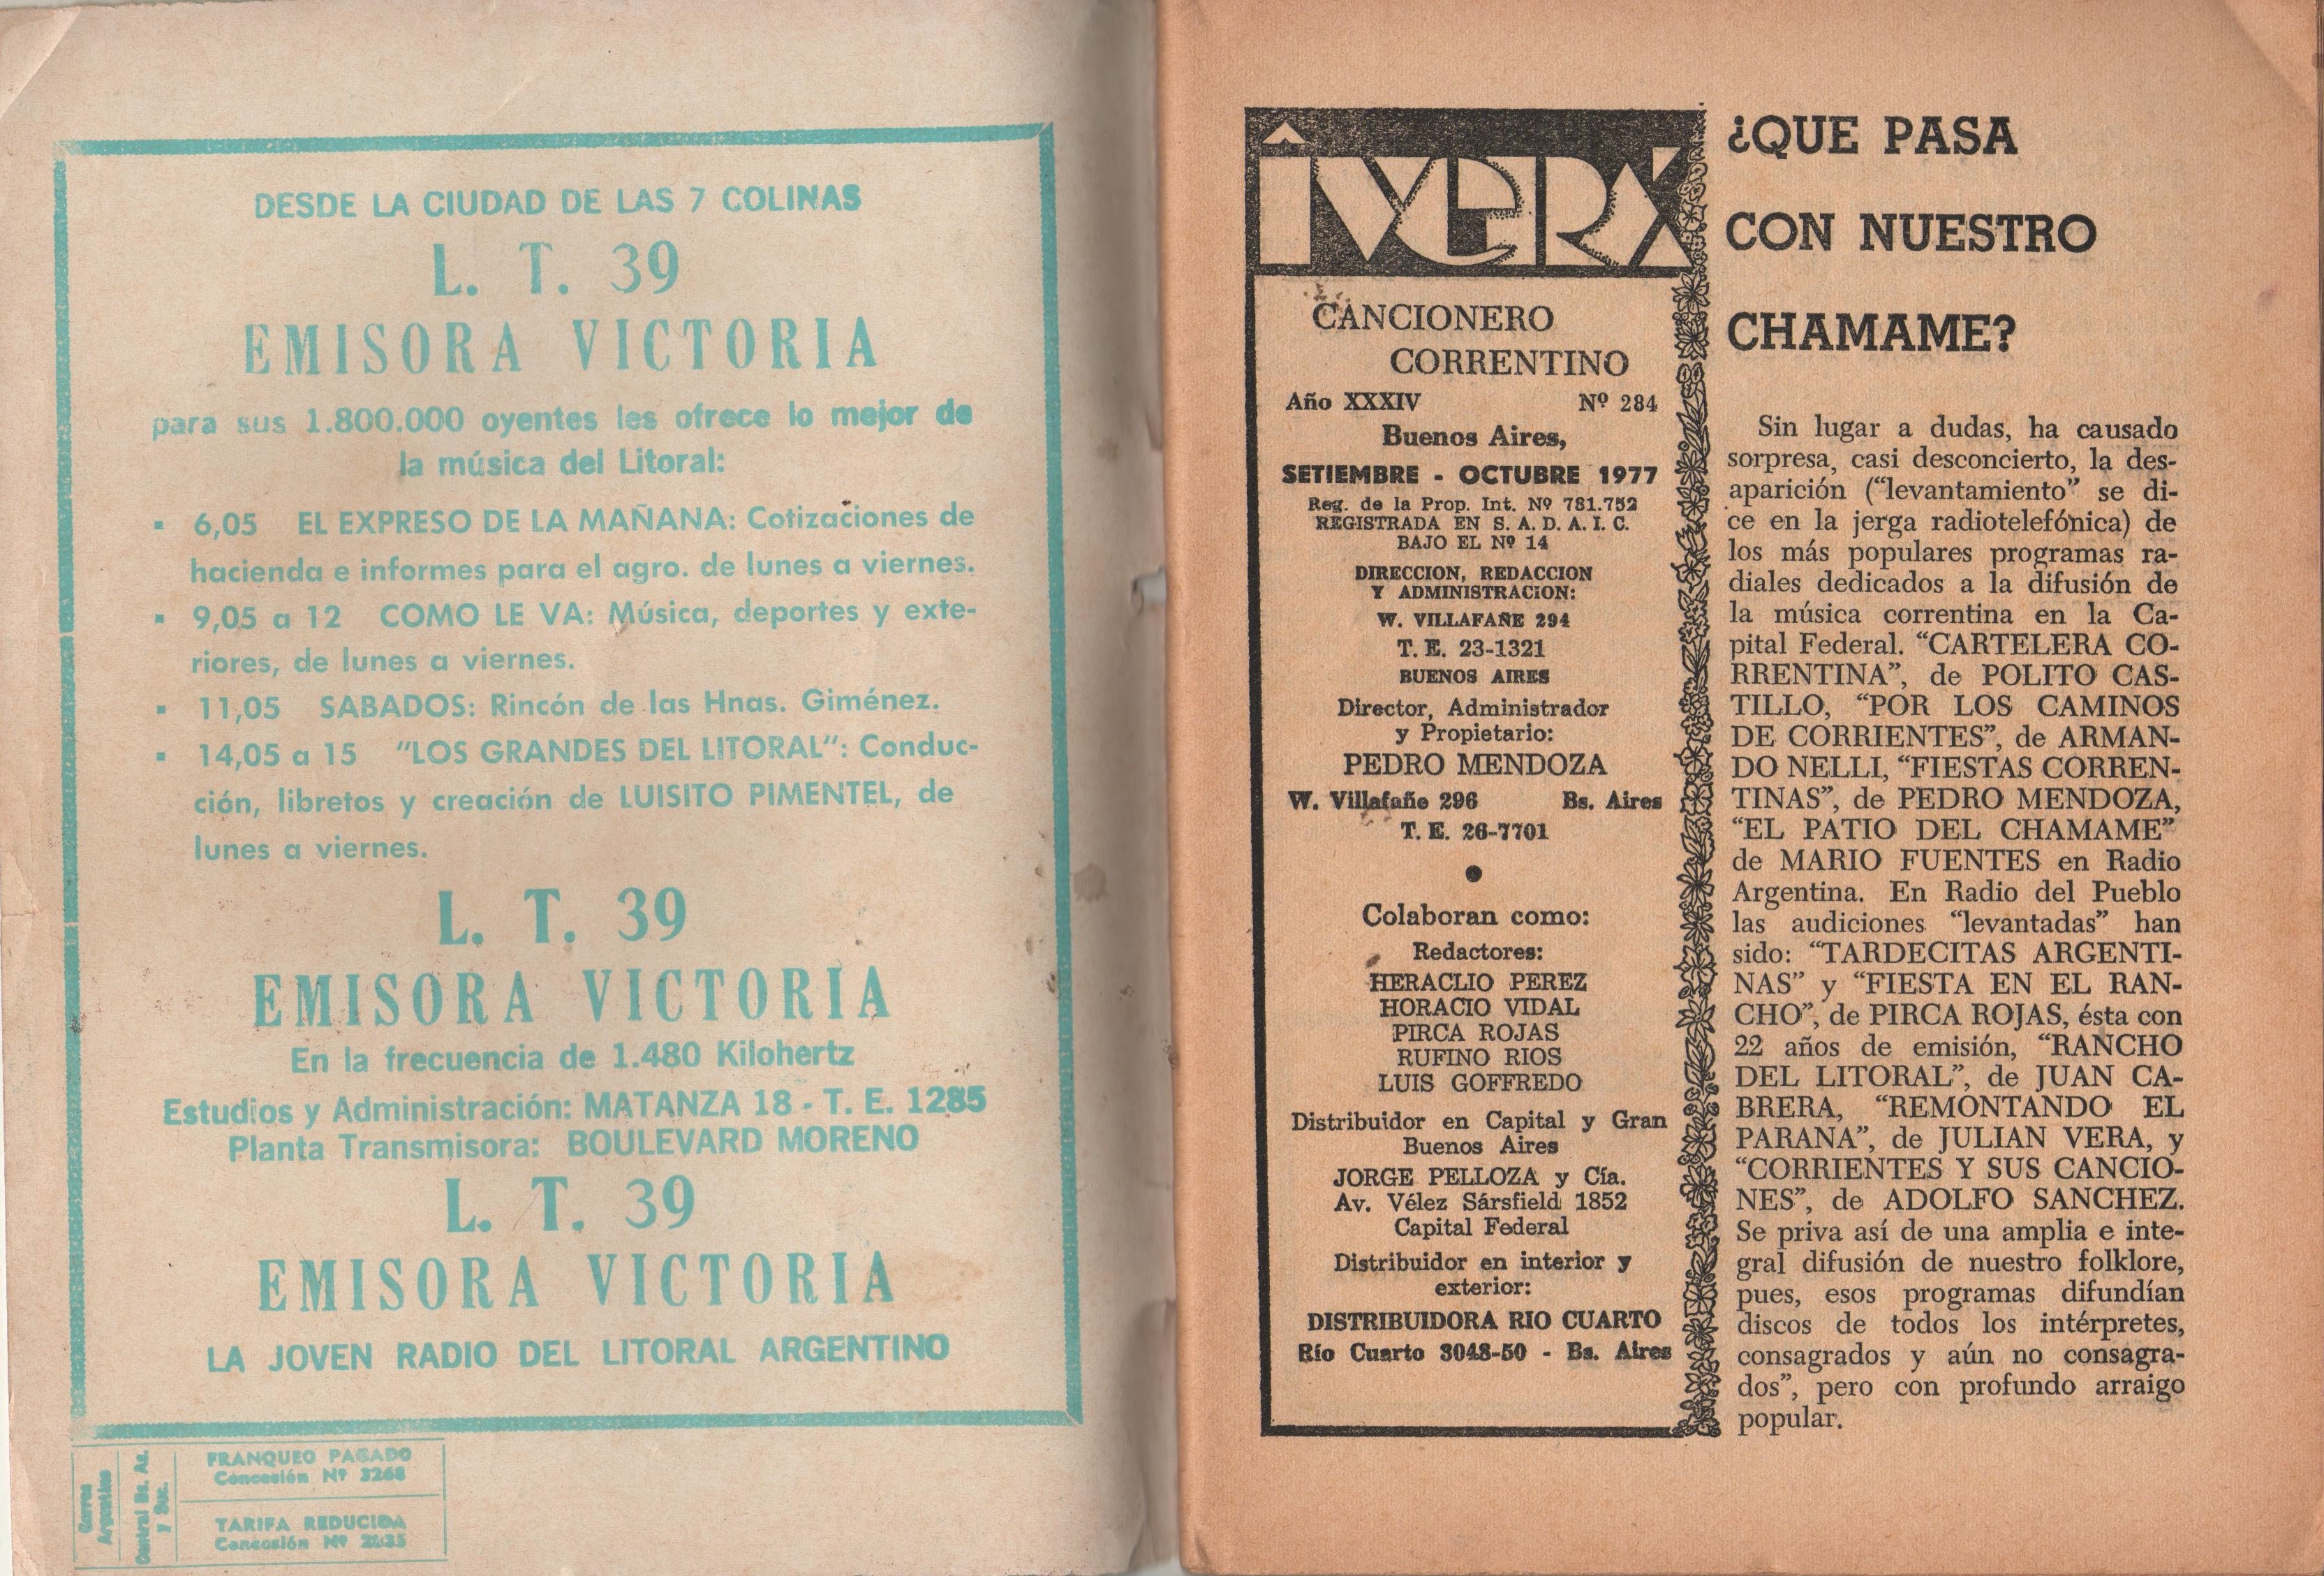 DESDE LA CIUDAD DE LAS 7 COLINAS
L. T. 39
EMISORA VICTORIA
para sus 1.800.000 oyentes les ofrece lo mejor de
la música del Litoral:
▪ 6,05 EL EXPRESO DE LA MAÑANA: Cotizaciones de
hacienda e informes para el agro. de lunes a viernes.
▪ 9,05 a 12 COMO LE VA: Música, deportes y exte-
riores, de lunes a viernes.
▪ 11,05 SABADOS: Rincón de las Hnas. Giménez.
▪ 14,05 a 15 "LOS GRANDES DEL LITORAL": Conduc-
ción, libretos y creación de LUISITO PIMENTEL, de
lunes a viernes.
L. T. 39
EMISORA VICTORIA
En la frecuencia de 1.480 Kilohertz
Estudios y Administración: MATANZA 18 - T. E. 1285
Planta Transmisora: BOULEVARD MORENO
L. T. 39
EMISORA VICTORIA
LA JOVEN RADIO DEL LITORAL ARGENTINO
Correo
Argentino
Central Bs. As.
y Suc.
FRANQUEO PAGADO
Concesión Nº 3268
TARIFA REDUCIDA
Concesión Nº
îverá
CANCIONERO
CORRENTINO
Año XXXIV Nº 284
Buenos Aires,
SETIEMBRE - OCTUBRE 1977
Reg. de la Prop. Int. Nº 781.752
REGISTRADA EN S. A. D. A. I. C.
BAJO EL Nº 14
DIRECCION, REDACCION
Y ADMINISTRACION:
W. VILLAFAÑE 294
T. E. 23-1321
BUENOS AIRES
Director, Administrador
y Propietario:
PEDRO MENDOZA
W. Villafañe 296 Bs. Aires
T. E. 26-7701
●
Colaboran como:
Redactores:
HERACLIO PEREZ
HORACIO VIDAL
PIRCA ROJAS
RUFINO RIOS
LUIS GOFFREDO
Distribuidor en Capital y Gran
Buenos Aires
JORGE PELLOZA y Cía.
Av. Vélez Sársfield 1852
Capital Federal
Distribuidor en interior y
exterior:
DISTRIBUIDORA RIO CUARTO
Río Cuarto 3048-50 - Bs. Aires
¿QUE PASA
CON NUESTRO
CHAMAME?
Sin lugar a dudas, ha causado
sorpresa, casi desconcierto, la des-
aparición ("levantamiento" se di-
ce en la jerga radiotelefónica) de
los más populares programas ra-
diales dedicados a la difusión de
la música correntina en la Ca-
pital Federal. "CARTELERA CO-
RRENTINA", de POLITO CAS-
TILLO, "POR LOS CAMINOS
DE CORRIENTES", de ARMAN-
DO NELLI, "FIESTAS CORREN-
TINAS", de PEDRO MENDOZA,
"EL PATIO DEL CHAMAME"
de MARIO FUENTES en Radio
Argentina. En Radio del Pueblo
las audiciones "levantadas" han
sido: "TARDECITAS ARGENTI-
NAS" y "FIESTA EN EL RAN-
CHO", de PIRCA ROJAS, ésta con
22 años de emisión, "RANCHO
DEL LITORAL", de JUAN CA-
BRERA, "REMONTANDO EL
PARANA", de JULIAN VERA, y
"CORRIENTES Y SUS CANCIO-
NES", de ADOLFO SANCHEZ.
Se priva así de una amplia e inte-
gral difusión de nuestro folklore,
pues, esos programas difundían
discos de todos los intérpretes,
consagrados y aún no consagra-
dos", pero con profundo arraigo
popular.